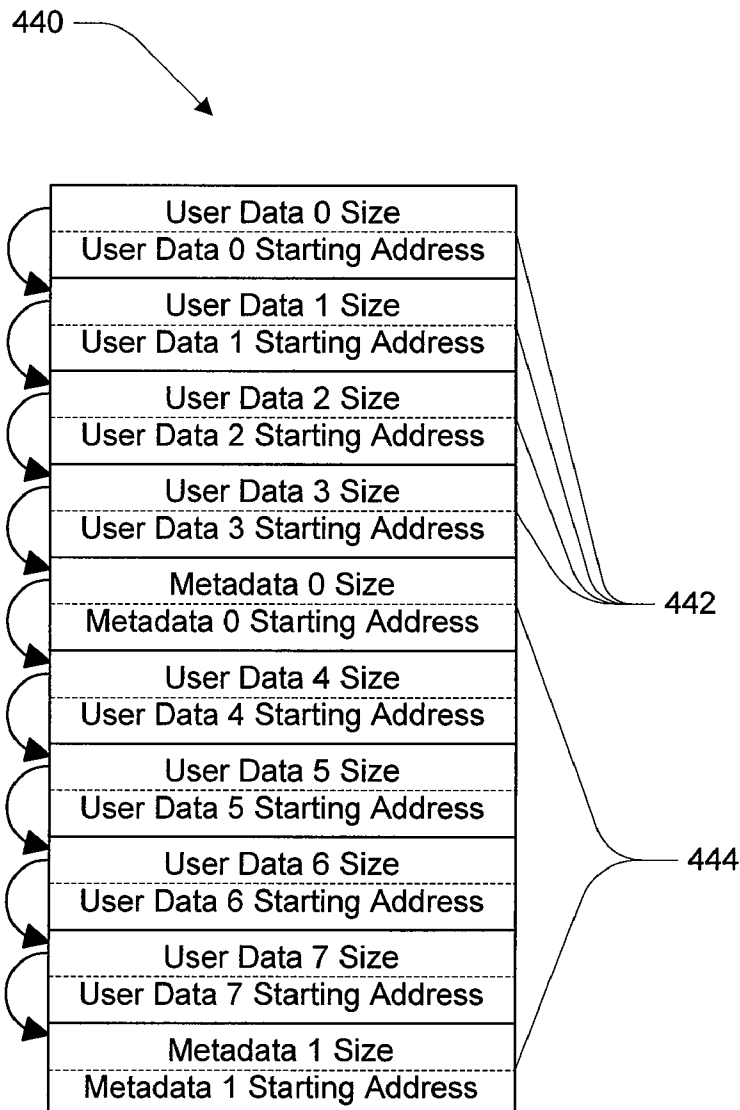 440
User Data 0 Size
User Data 0 Starting Address
User Data 1 Size
User Data 1 Starting Address
User Data 2 Size
User Data 2 Starting Address
User Data 3 Size
User Data 3 Starting Address
Metadata 0 Size
Metadata 0 Starting Address
442
User Data 4 Size
User Data 4 Starting Address
User Data 5 Size
User Data 5 Starting Address
User Data 6 Size
444
User Data 6 Starting Address
User Data 7 Size
User Data 7 Starting Address
Metadata 1 Size
Metadata 1 Starting Address